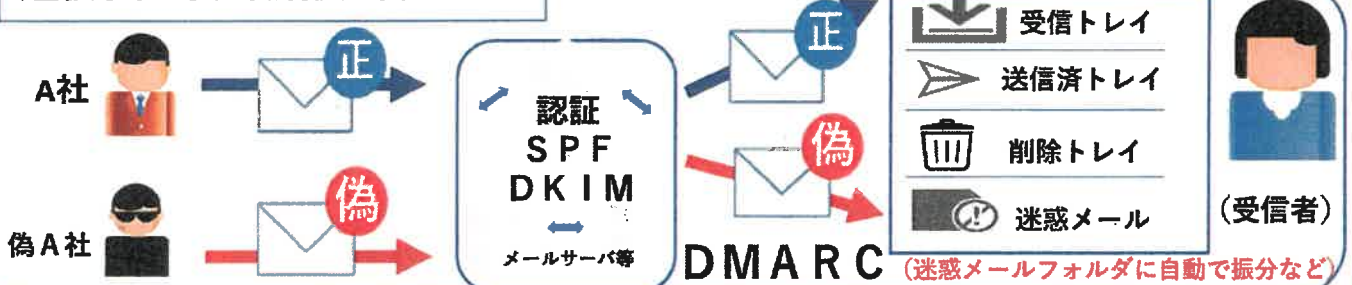 A社
正
認証
SPF
DKIM
メールサーバ等
偽A社
偽
正
偽
DMARC
受信トレイ
送信済トレイ
削除トレイ
迷惑メール
(受信者)
(迷惑メールフォルダに自動で振分など)